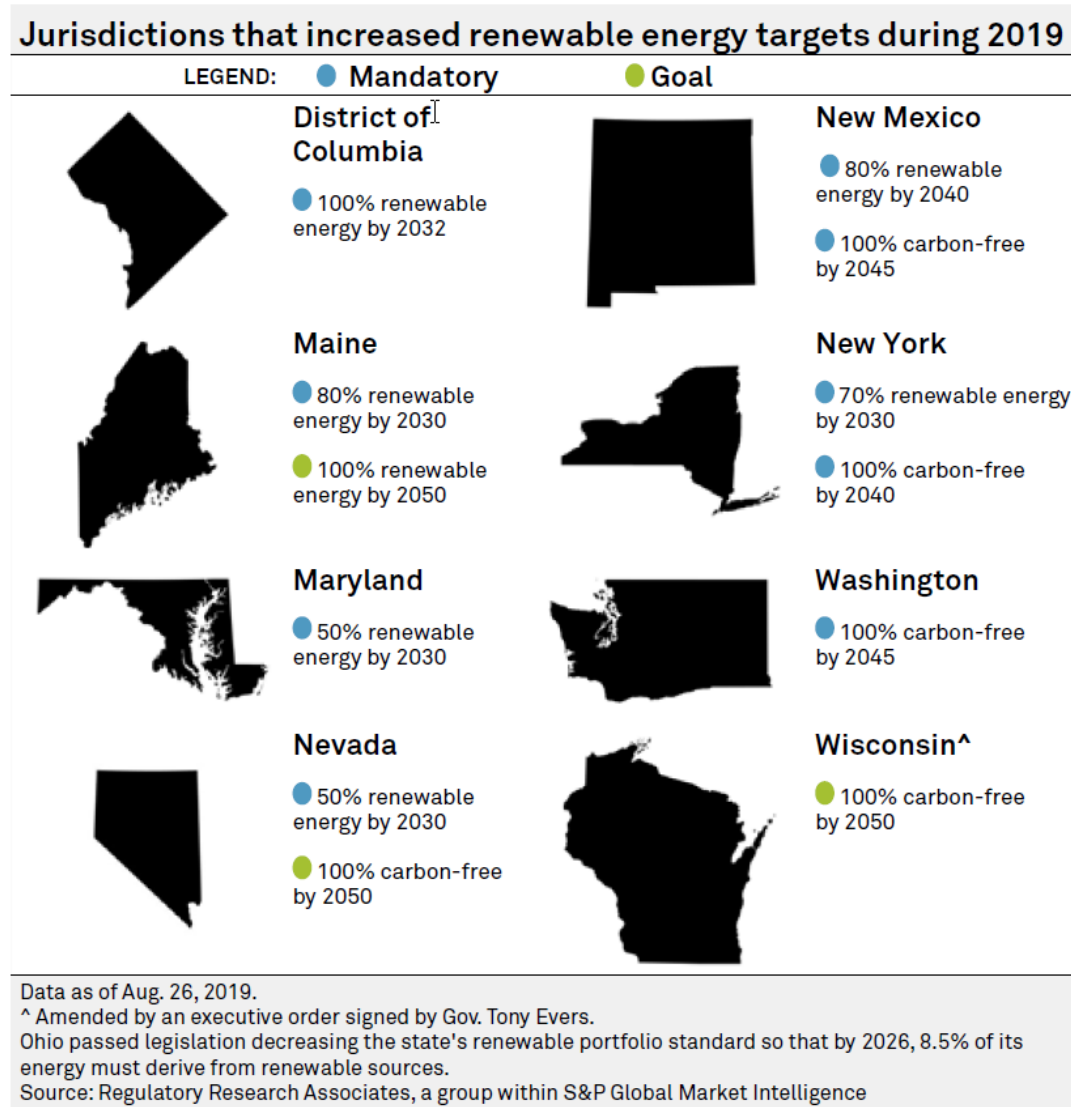 Jurisdictions that increased renewable energy targets during 2019
LEGEND: Mandatory Goal
District of
Columbia
100% renewable
energy by 2032
New Mexico
80% renewable
energy by 2040
100% carbon-free
by 2045
Maine
80% renewable
energy by 2030
100% renewable
energy by 2050
New York
70% renewable energy
by 2030
100% carbon-free
by 2040
Maryland
50% renewable
energy by 2030
Washington
100% carbon-free
by 2045
Nevada
50% renewable
energy by 2030
100% carbon-free
by 2050
Wisconsin^
100% carbon-free
by 2050
Data as of Aug. 26, 2019.
^ Amended by an executive order signed by Gov. Tony Evers.
Ohio passed legislation decreasing the state's renewable portfolio standard so that by 2026, 8.5% of its
energy must derive from renewable sources.
Source: Regulatory Research Associates, a group within S&P Global Market Intelligence